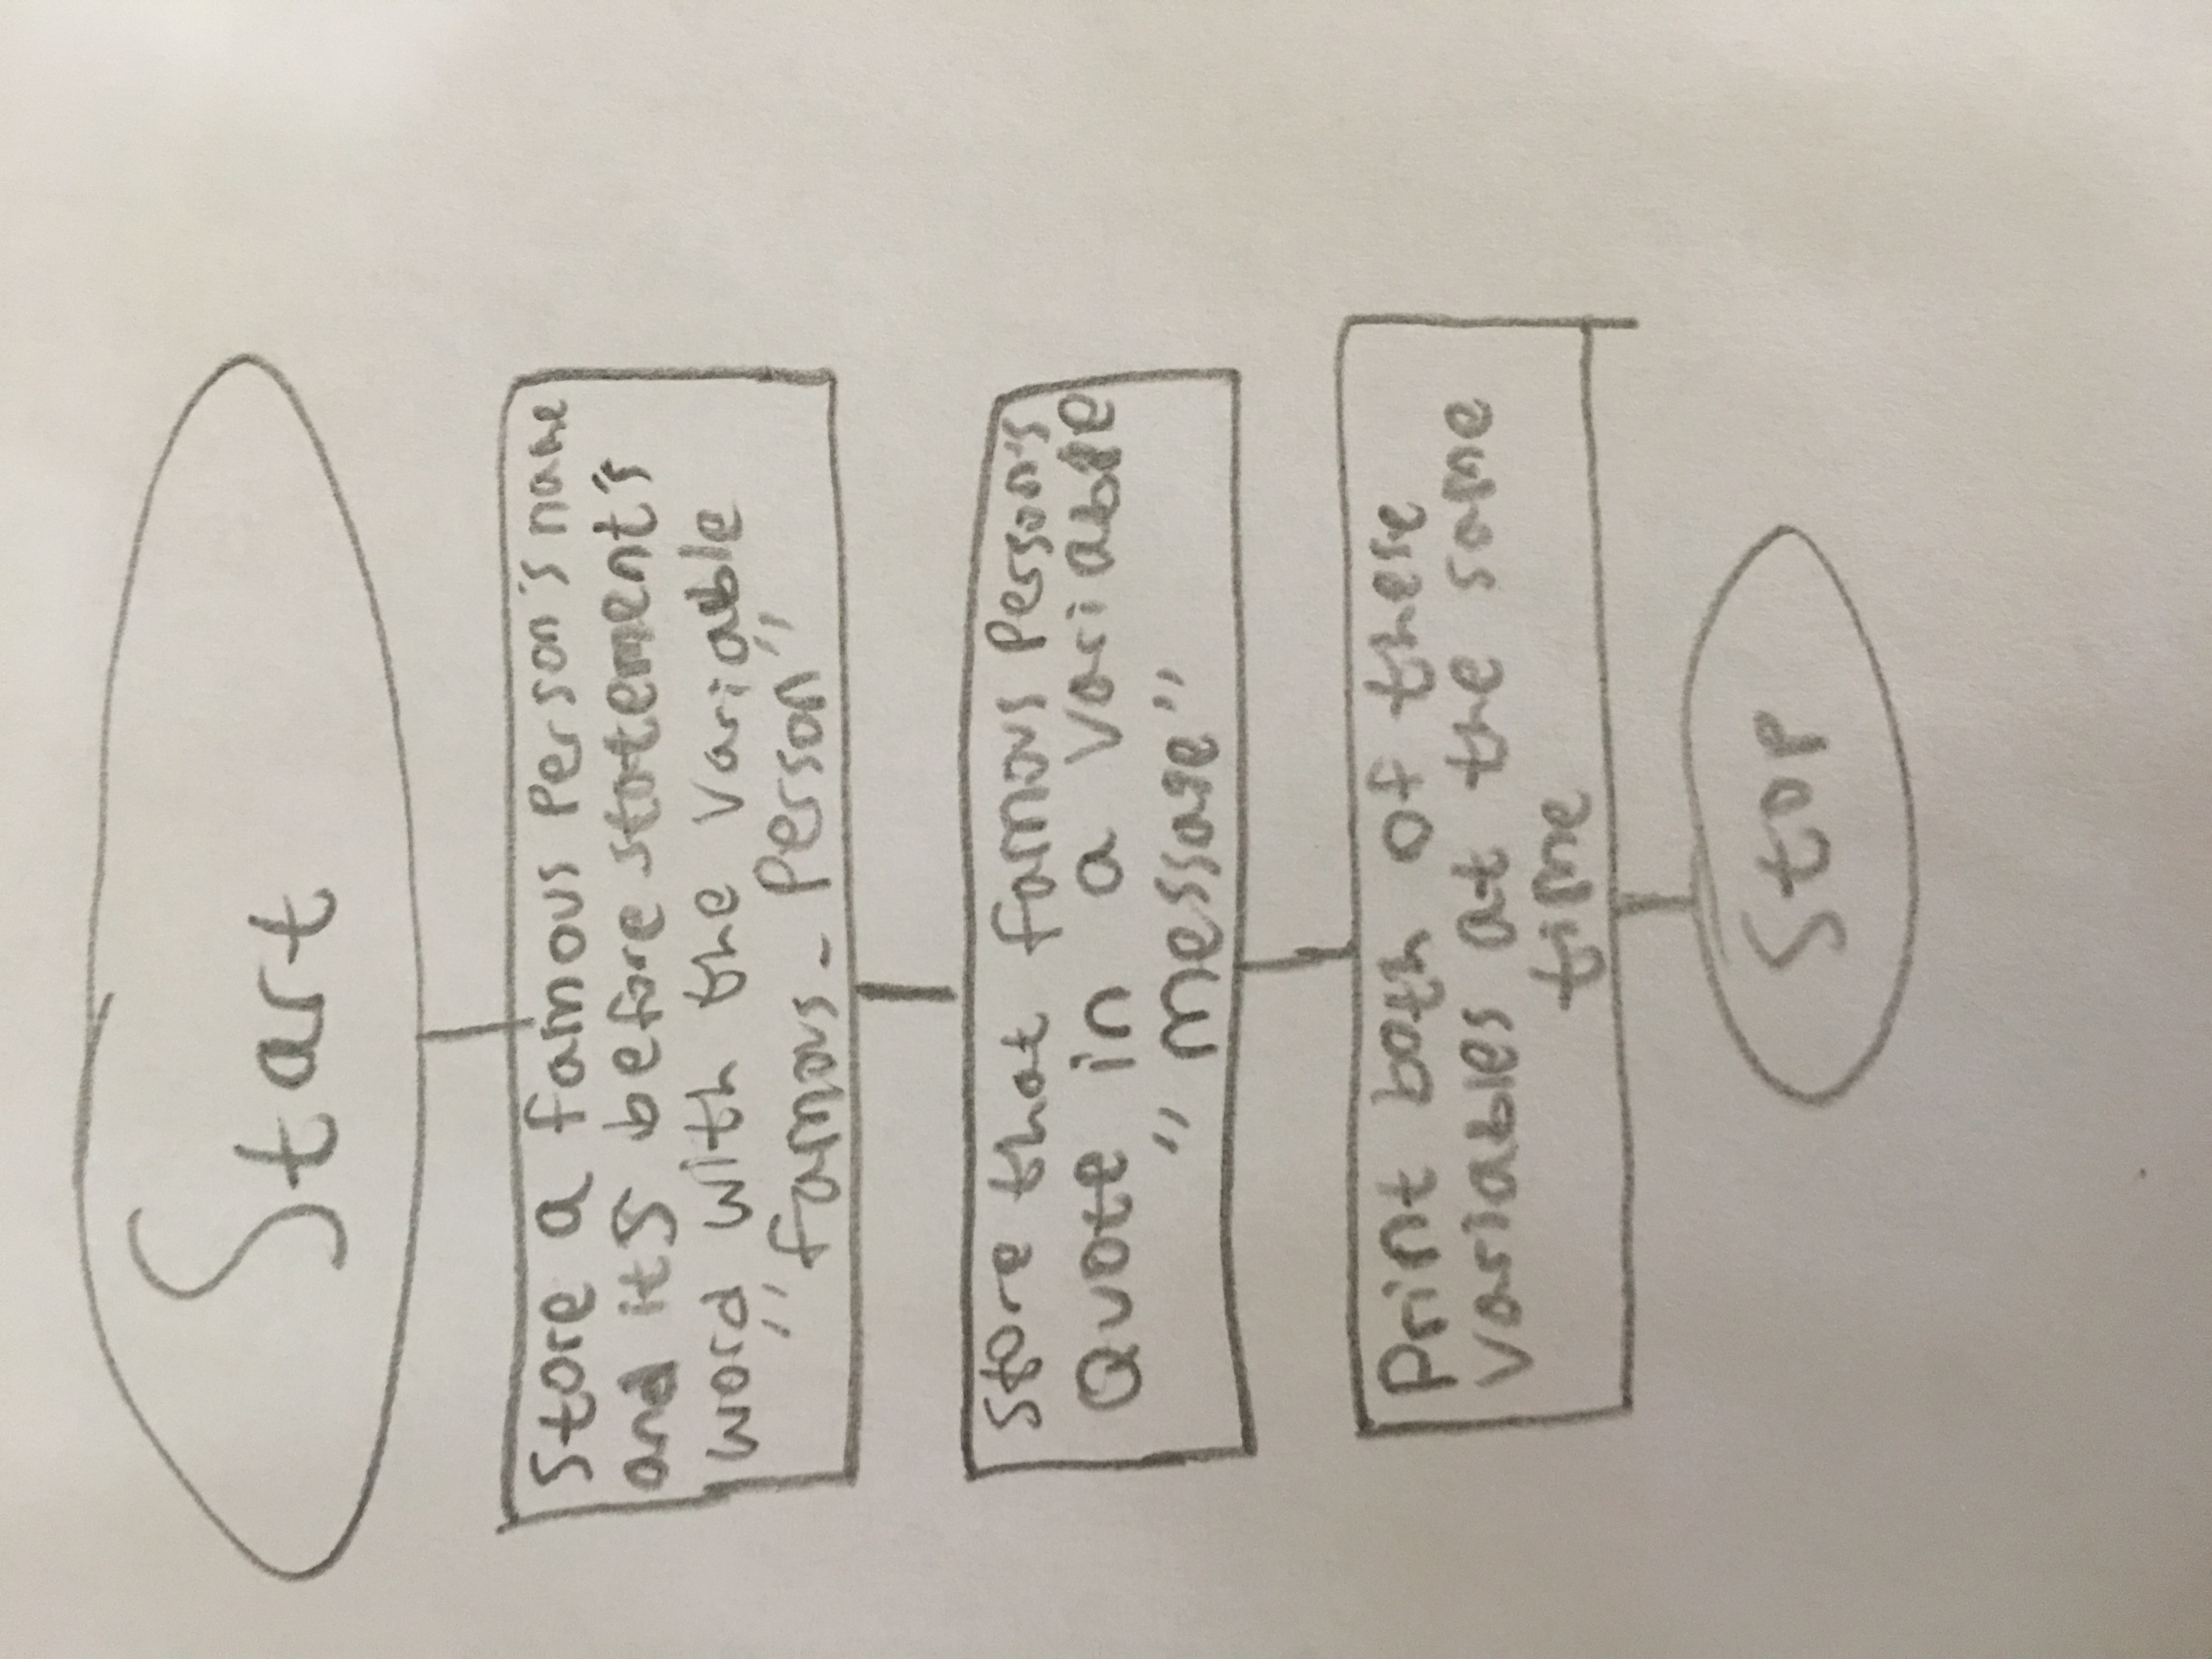 Start
Store a famous Person's name
and its before statement's
word with the variable
"famous_Person"
Store that famous Person's
Quote in a Variable
"message"
Print both of these
variables at the same
time
Stop